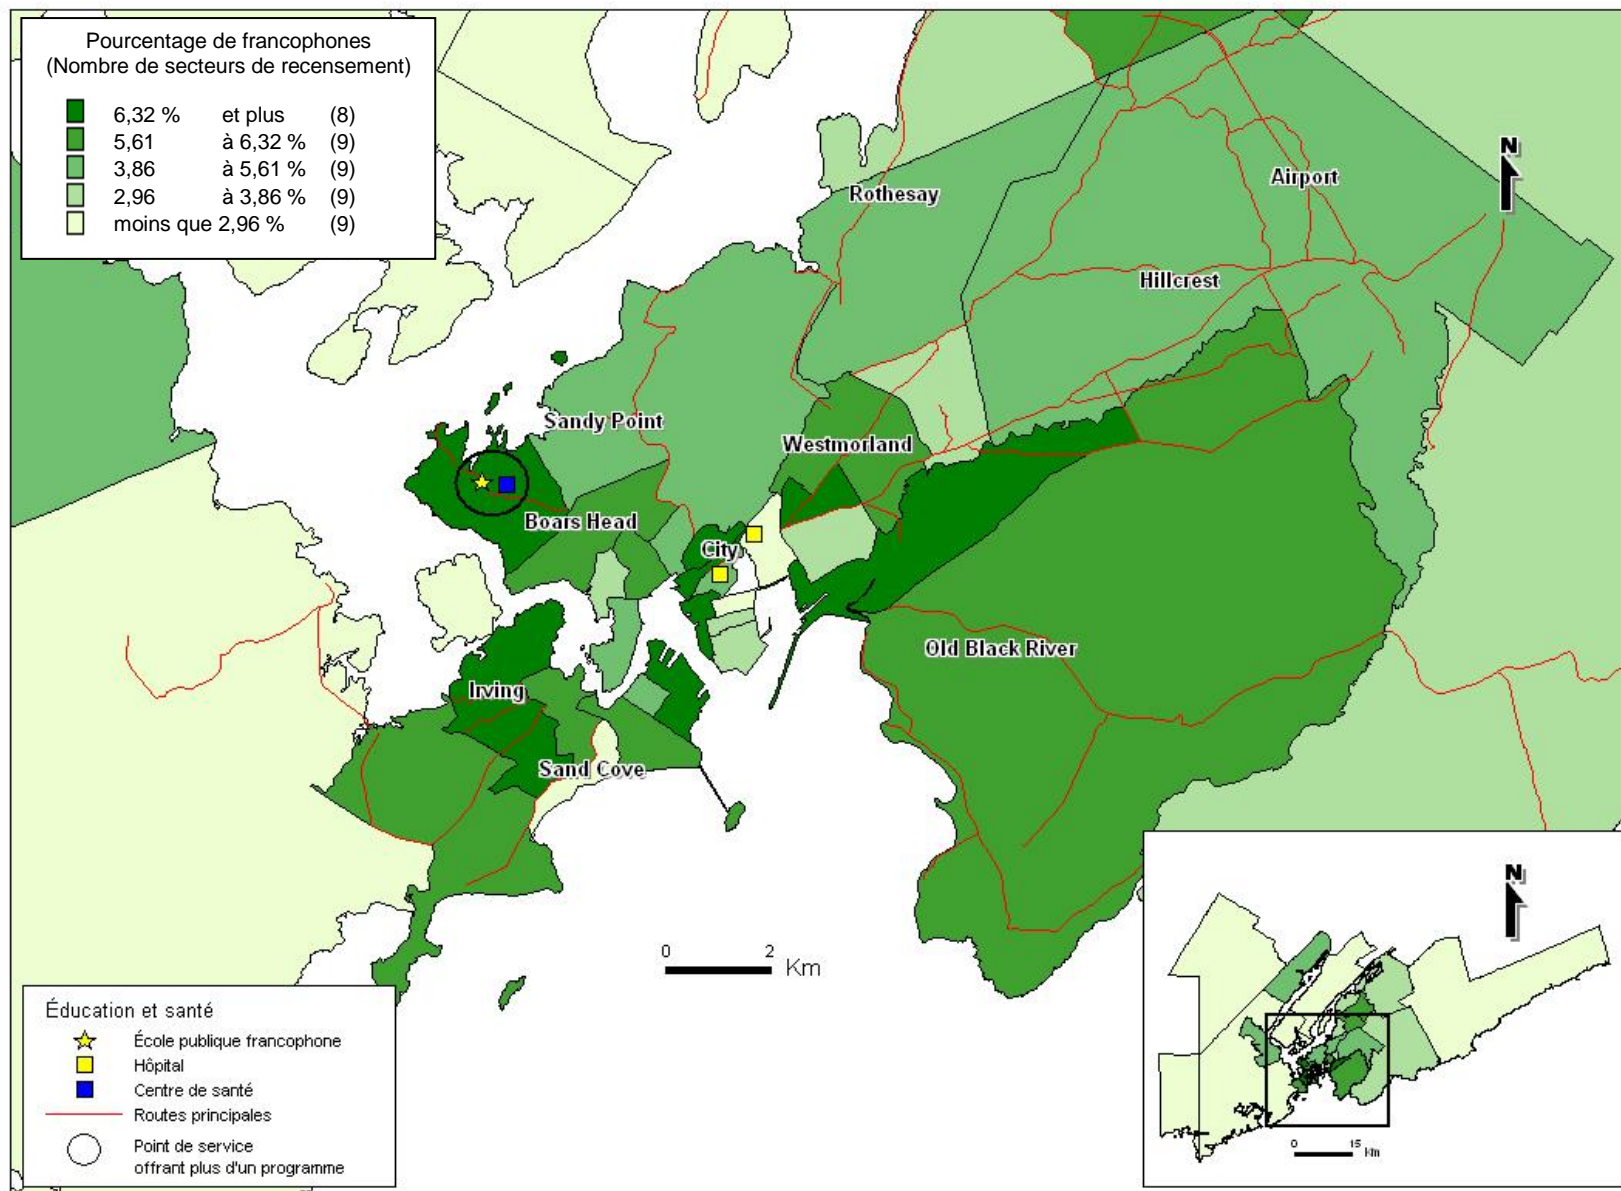 Pourcentage de francophones
(Nombre de secteurs de recensement)
6,32 % et plus (8)
5,61 à 6,32 % (9)
3,86 à 5,61 % (9)
2,96 à 3,86 % (9)
moins que 2,96 % (9)
N
Airport
Rothesay
Hillcrest
Sandy Point
Westmorland
Boars Head
City
Old Black River
Irving
Sand Cove
0 2 Km
Éducation et santé
École publique francophone
Hôpital
Centre de santé
Routes principales
Point de service
offrant plus d'un programme
N
0 15 Km